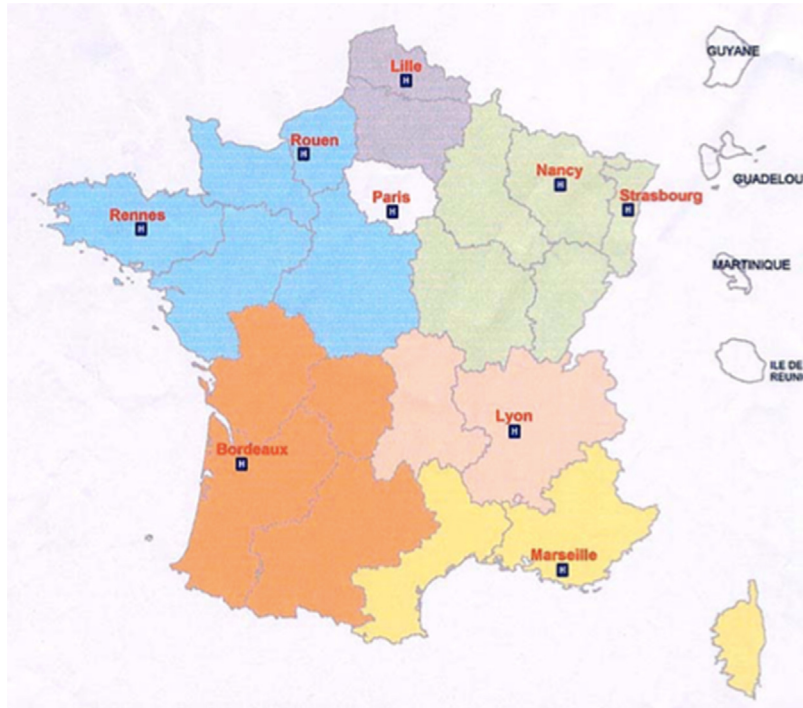 Lille
H
GUYANE
Rouen
H
Nancy
H
Paris
H
GUADELOU
Strasbourg
H
Rennes
H
MARTINIQUE
ILE DE
REUNI
Lyon
H
Bordeaux
H
Marseille
H